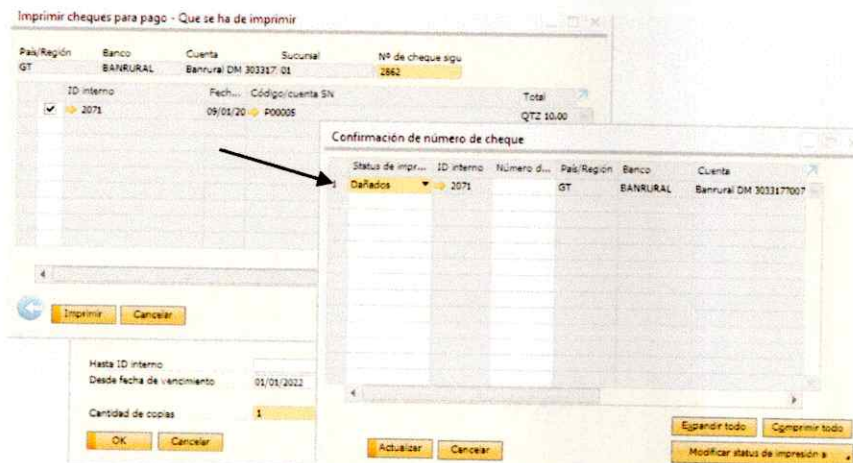 Imprimir cheques para pago - Que se ha de imprimir
País/Región Banco Cuenta Sucursal Nº de cheque sigu
GT BANRURAL Banrural DM 303317 01 2862
ID interno Fech... Código/cuenta SN Total
2071 09/01/20 P00005 QTZ 10.00
Imprimir Cancelar
Hasta ID interno
Desde fecha de vencimiento 01/01/2022
Cantidad de copias 1
OK Cancelar
Confirmación de número de cheque
Status de impr... ID interno Número d... País/Región Banco Cuenta
1 Dañados 2071 GT BANRURAL Banrural DM 3033177007
Expandir todo Comprimir todo
Actualizar Cancelar Modificar status de impresión a